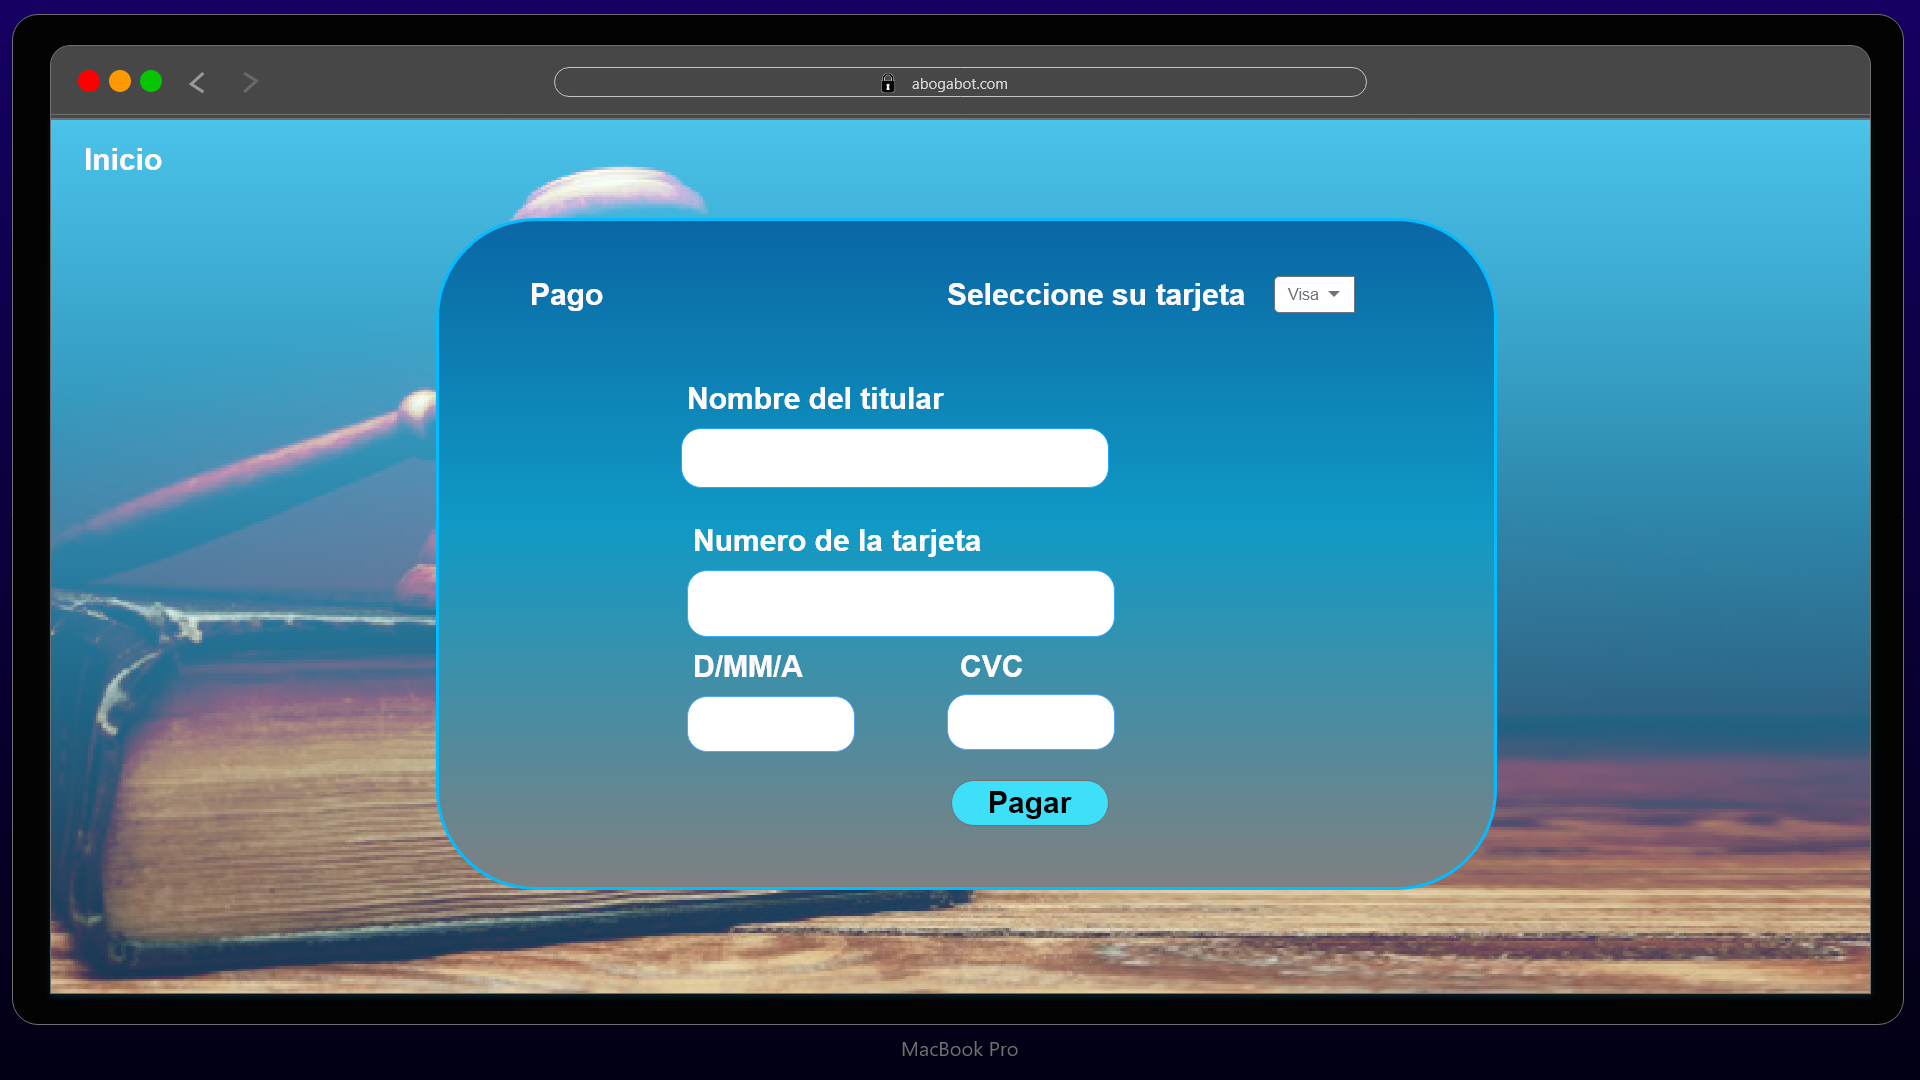 abogabot.com
Inicio
Pago
Seleccione su tarjeta
Visa
Nombre del titular
Numero de la tarjeta
D/MM/A
CVC
Pagar
MacBook Pro